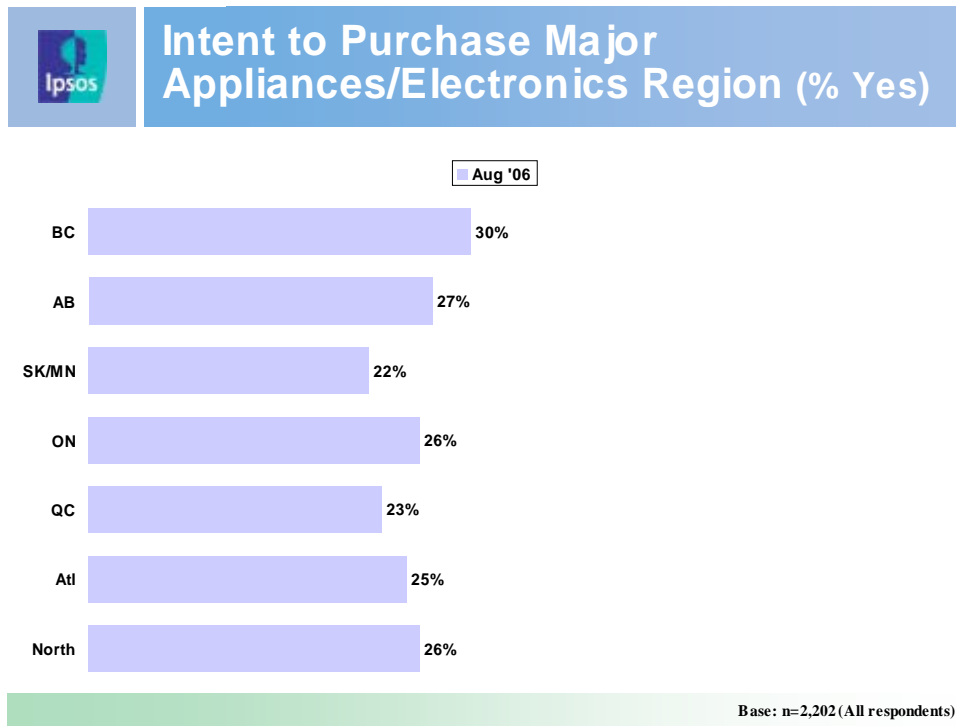 Ipsos
Intent to Purchase Major
Appliances/Electronics Region (% Yes)
Aug '06
BC 30%
AB 27%
SK/MN 22%
ON 26%
QC 23%
Atl 25%
North 26%
Base: n=2,202 (All respondents)